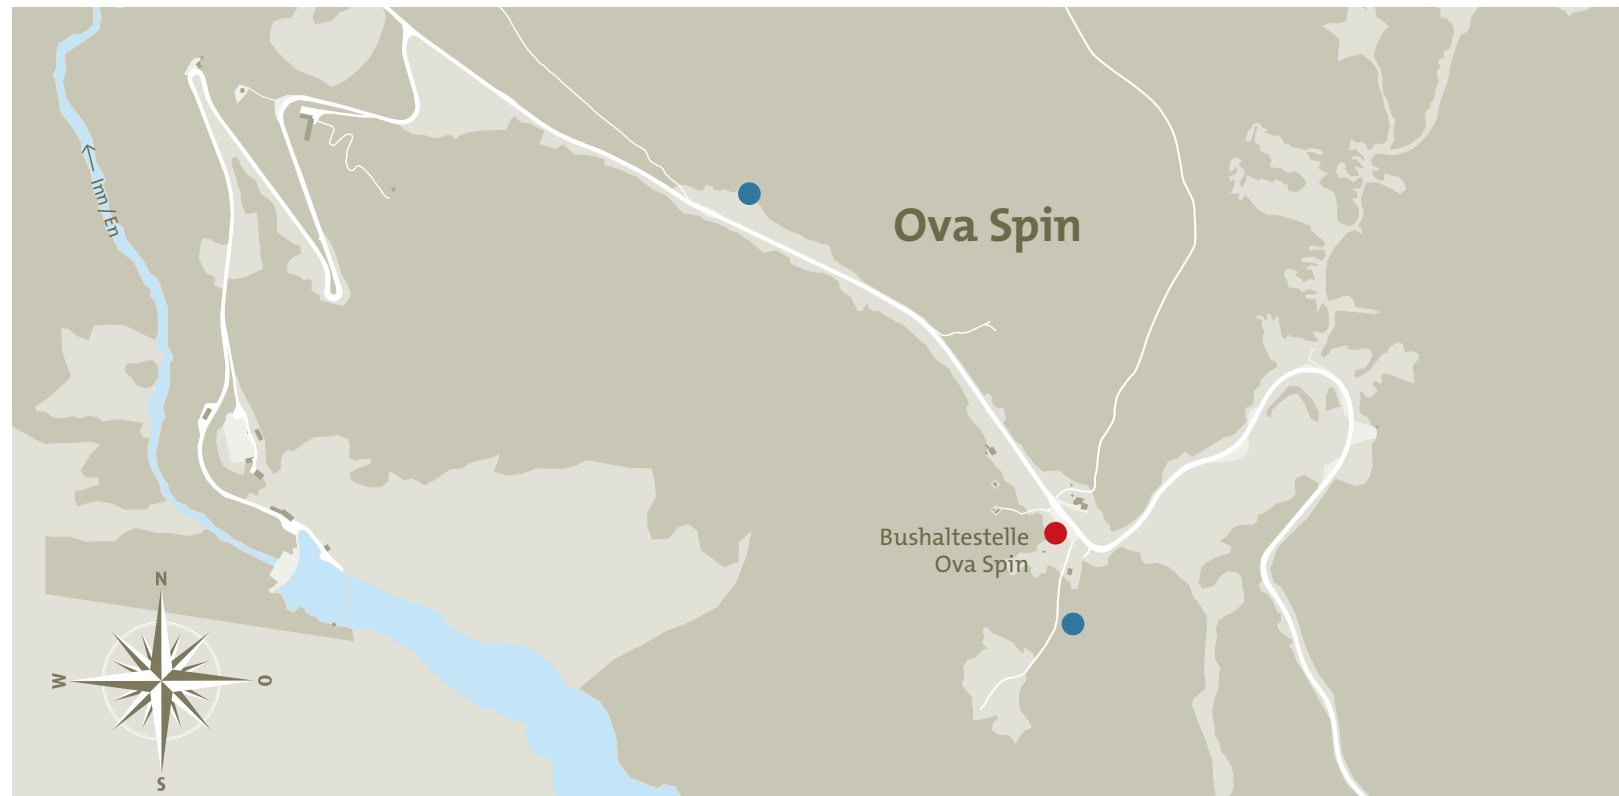 Inn/En
Ova Spin
Bushaltestelle
Ova Spin
N
W
O
S